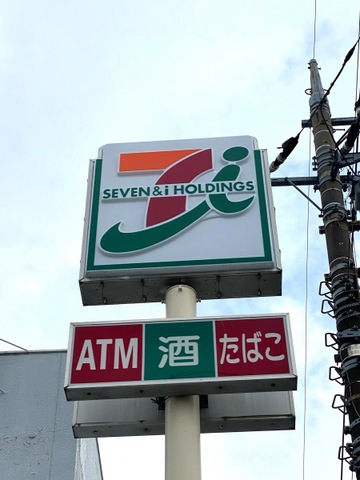 SEVEN & i HOLDINGS
ATM 酒 たばこ